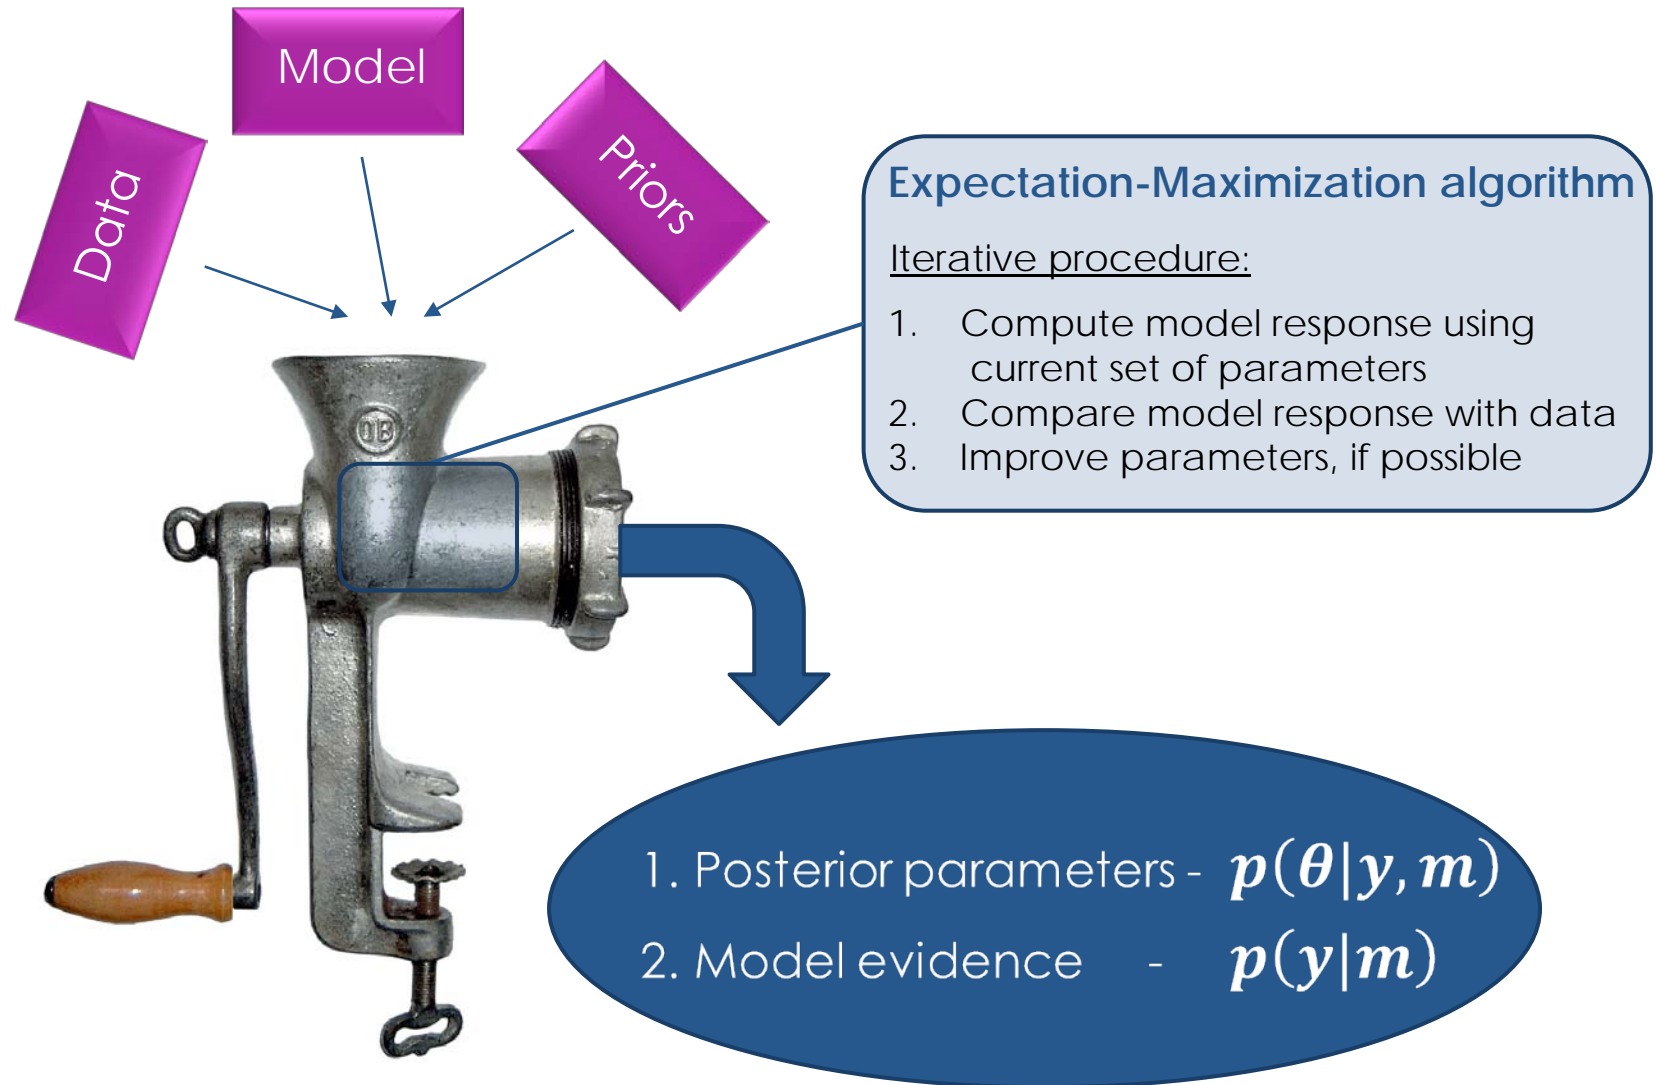 Model
Data
Priors
OB
Expectation-Maximization algorithm
Iterative procedure:
1. Compute model response using
current set of parameters
2. Compare model response with data
3. Improve parameters, if possible
1. Posterior parameters - p(θ|y, m)
2. Model evidence - p(y|m)